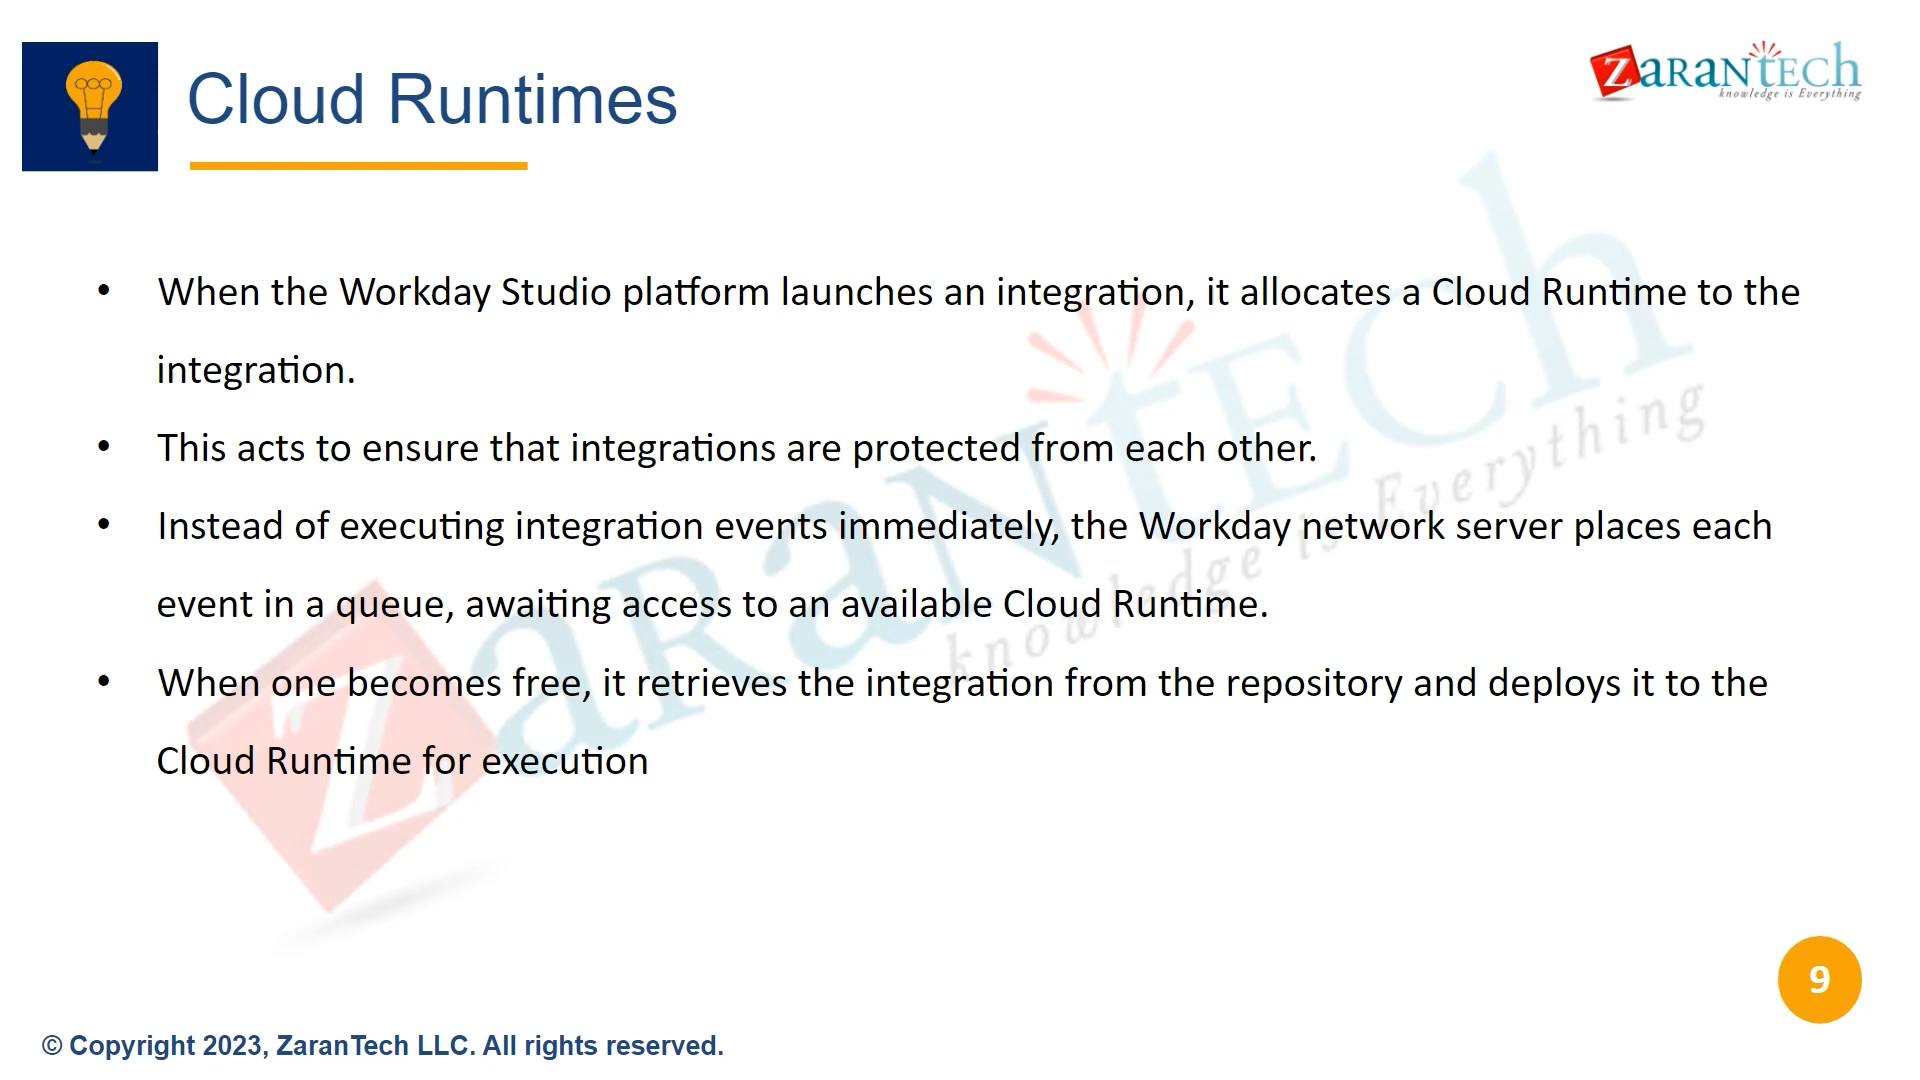 Cloud Runtimes
ZaranTech
knowledge is Everything
• When the Workday Studio platform launches an integration, it allocates a Cloud Runtime to the
integration.
• This acts to ensure that integrations are protected from each other.
• Instead of executing integration events immediately, the Workday network server places each
event in a queue, awaiting access to an available Cloud Runtime.
• When one becomes free, it retrieves the integration from the repository and deploys it to the
Cloud Runtime for execution
ZaranTech
knowledge is Everything
9
© Copyright 2023, ZaranTech LLC. All rights reserved.